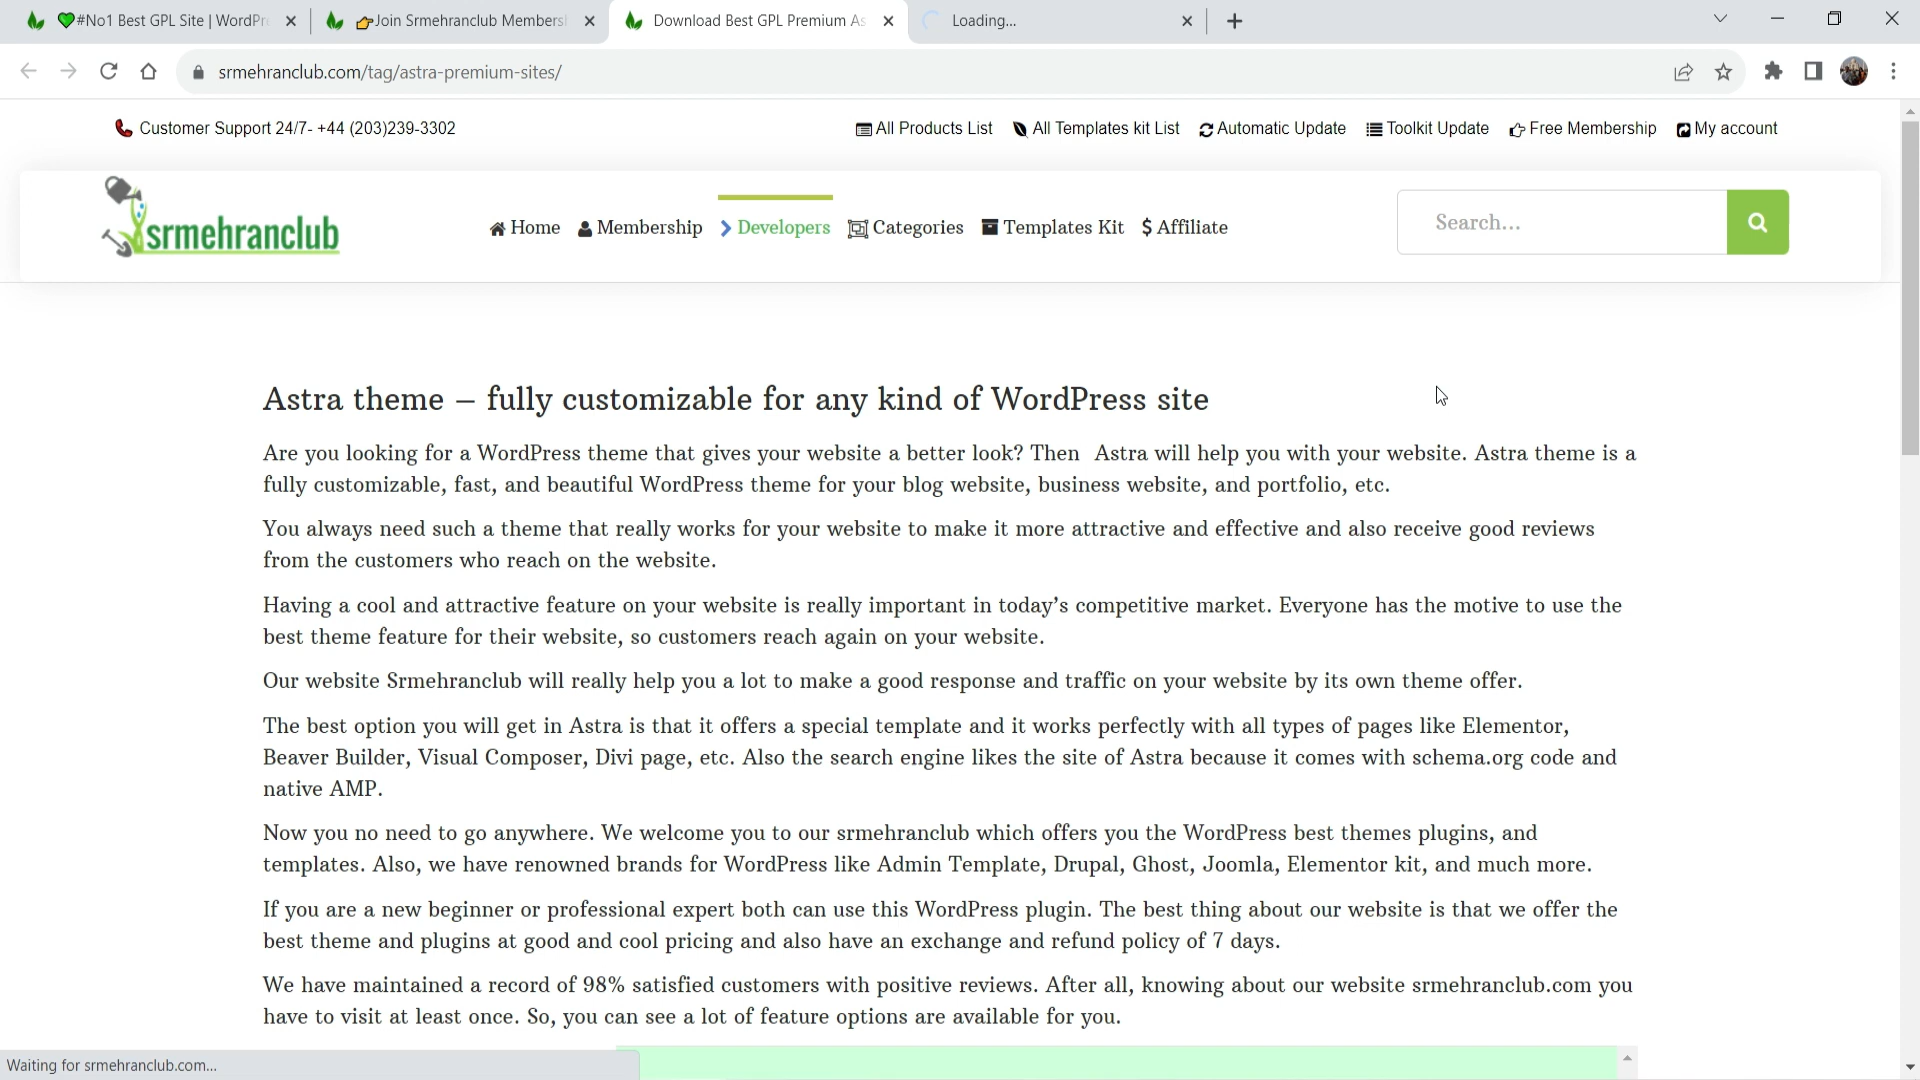 #No1 Best GPL Site | WordPr
Join Srmehranclub Members
Download Best GPL Premium As
Loading...
srmehranclub.com/tag/astra-premium-sites/
Customer Support 24/7- +44 (203)239-3302
All Products List
All Templates kit List
Automatic Update
Toolkit Update
Free Membership
My account
srmehranclub
Home
Membership
Developers
Categories
Templates Kit
$ Affiliate
Search...
Astra theme – fully customizable for any kind of WordPress site
Are you looking for a WordPress theme that gives your website a better look? Then Astra will help you with your website. Astra theme is a
fully customizable, fast, and beautiful WordPress theme for your blog website, business website, and portfolio, etc.
You always need such a theme that really works for your website to make it more attractive and effective and also receive good reviews
from the customers who reach on the website.
Having a cool and attractive feature on your website is really important in today’s competitive market. Everyone has the motive to use the
best theme feature for their website, so customers reach again on your website.
Our website Srmehranclub will really help you a lot to make a good response and traffic on your website by its own theme offer.
The best option you will get in Astra is that it offers a special template and it works perfectly with all types of pages like Elementor,
Beaver Builder, Visual Composer, Divi page, etc. Also the search engine likes the site of Astra because it comes with schema.org code and
native AMP.
Now you no need to go anywhere. We welcome you to our srmehranclub which offers you the WordPress best themes plugins, and
templates. Also, we have renowned brands for WordPress like Admin Template, Drupal, Ghost, Joomla, Elementor kit, and much more.
If you are a new beginner or professional expert both can use this WordPress plugin. The best thing about our website is that we offer the
best theme and plugins at good and cool pricing and also have an exchange and refund policy of 7 days.
We have maintained a record of 98% satisfied customers with positive reviews. After all, knowing about our website srmehranclub.com you
have to visit at least once. So, you can see a lot of feature options are available for you.
Waiting for srmehranclub.com...